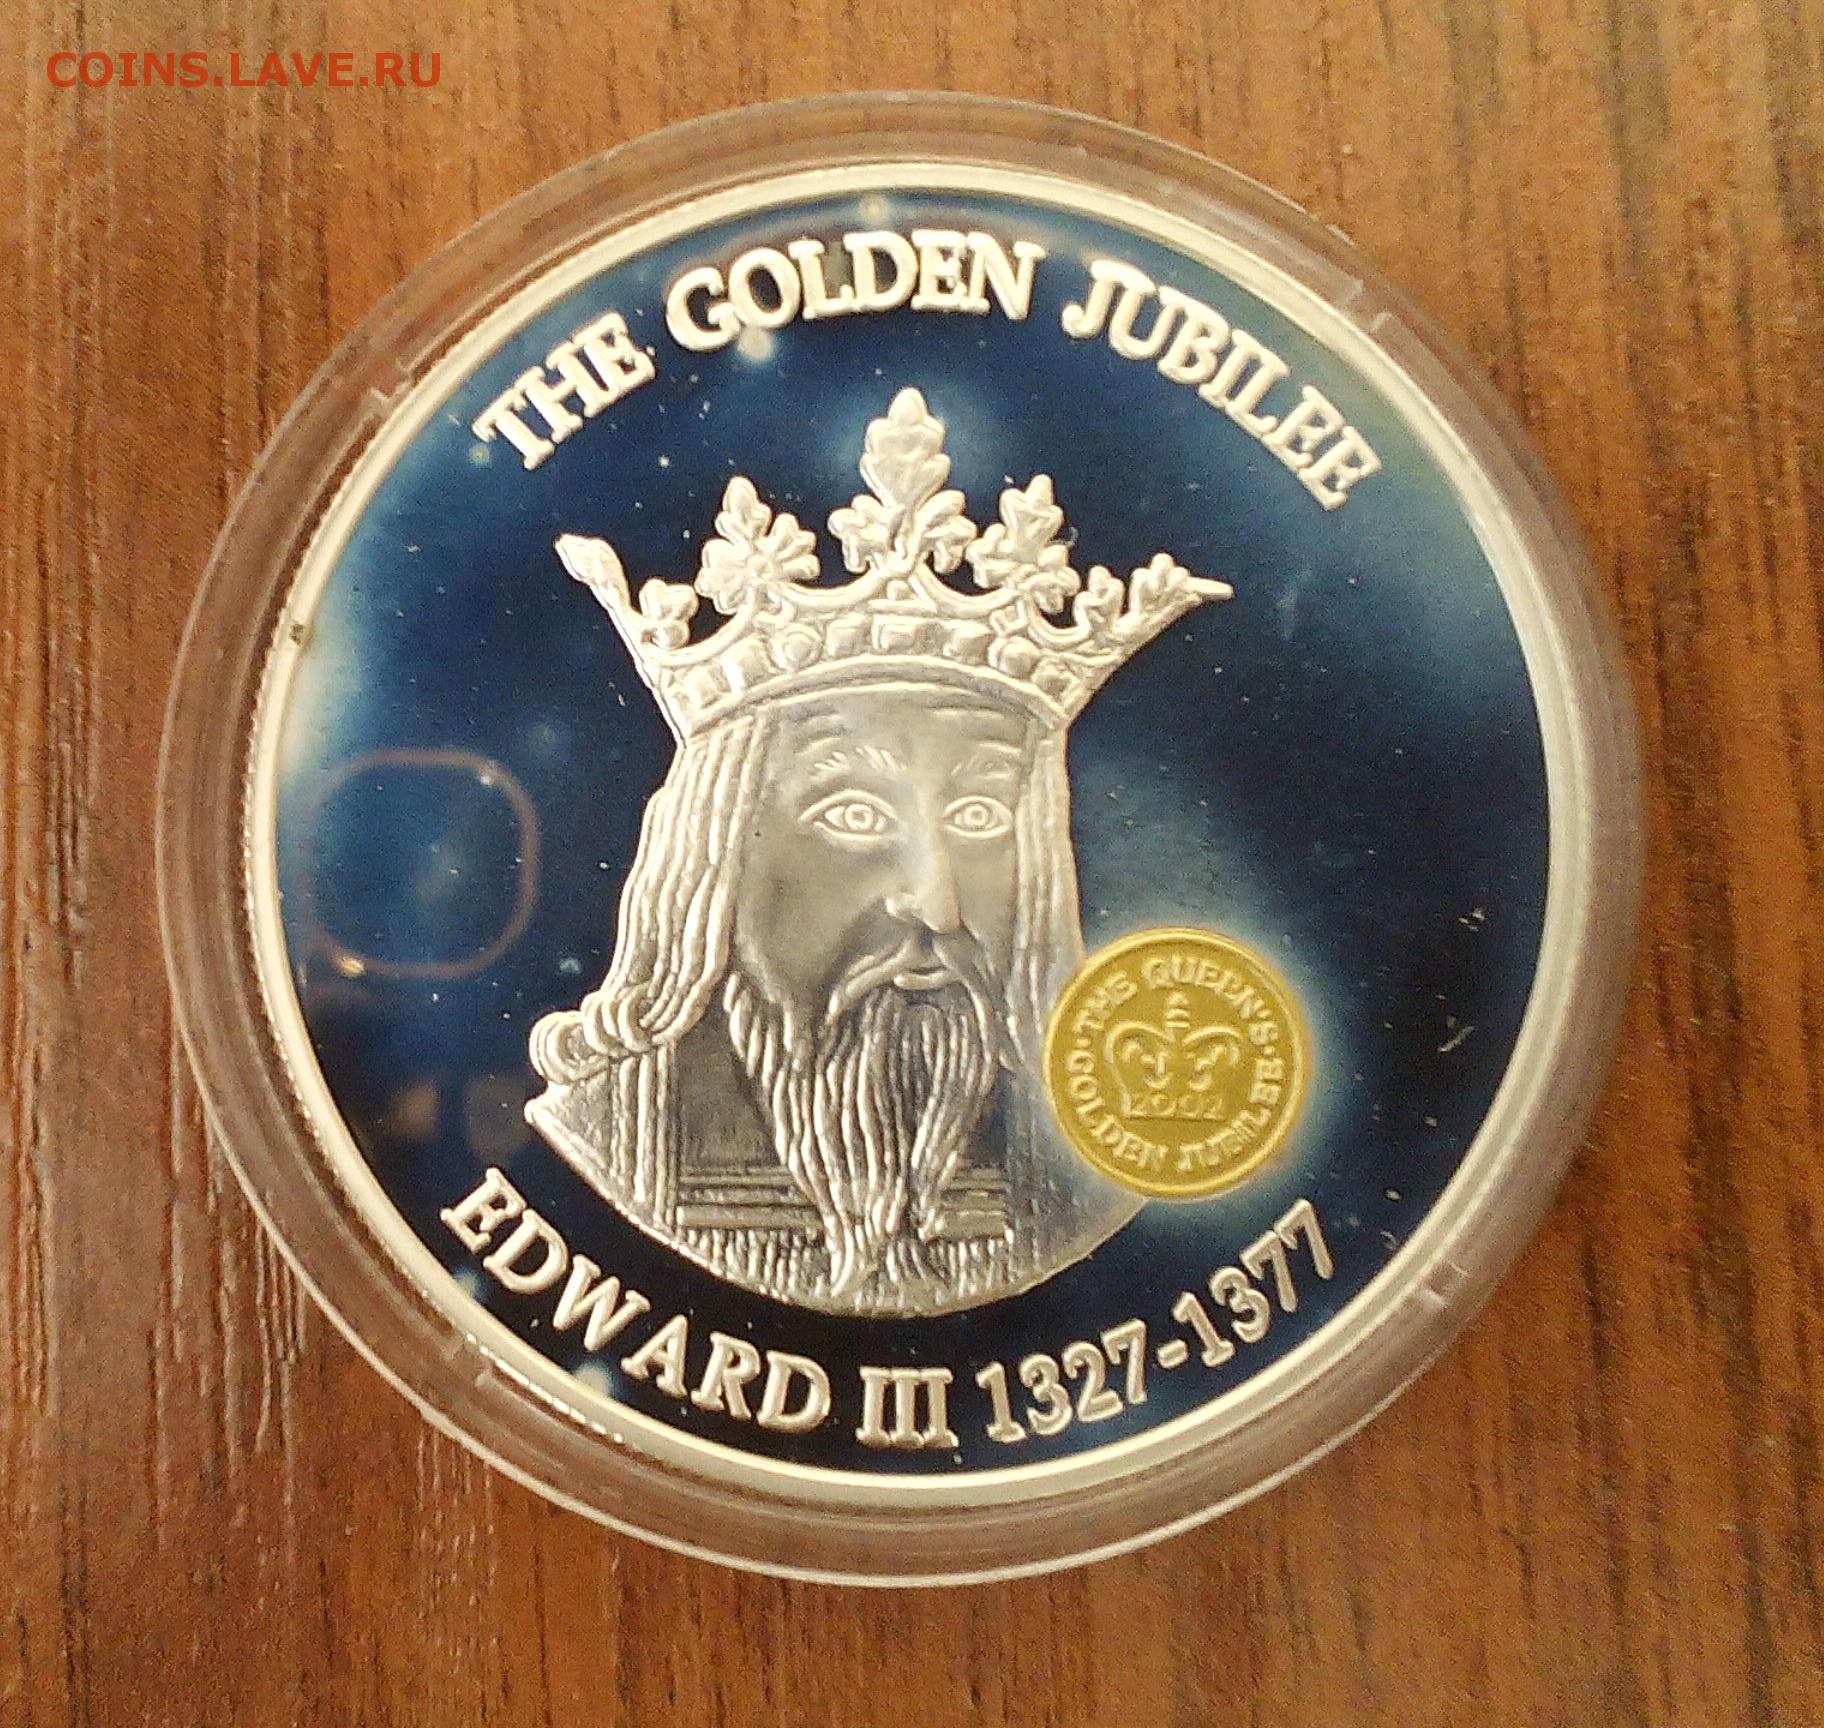 COINS.LAVE.RU
THE GOLDEN JUBILEE
·THE QUEEN'S·
2002
GOLDEN JUBILEE
EDWARD III 1327-1377